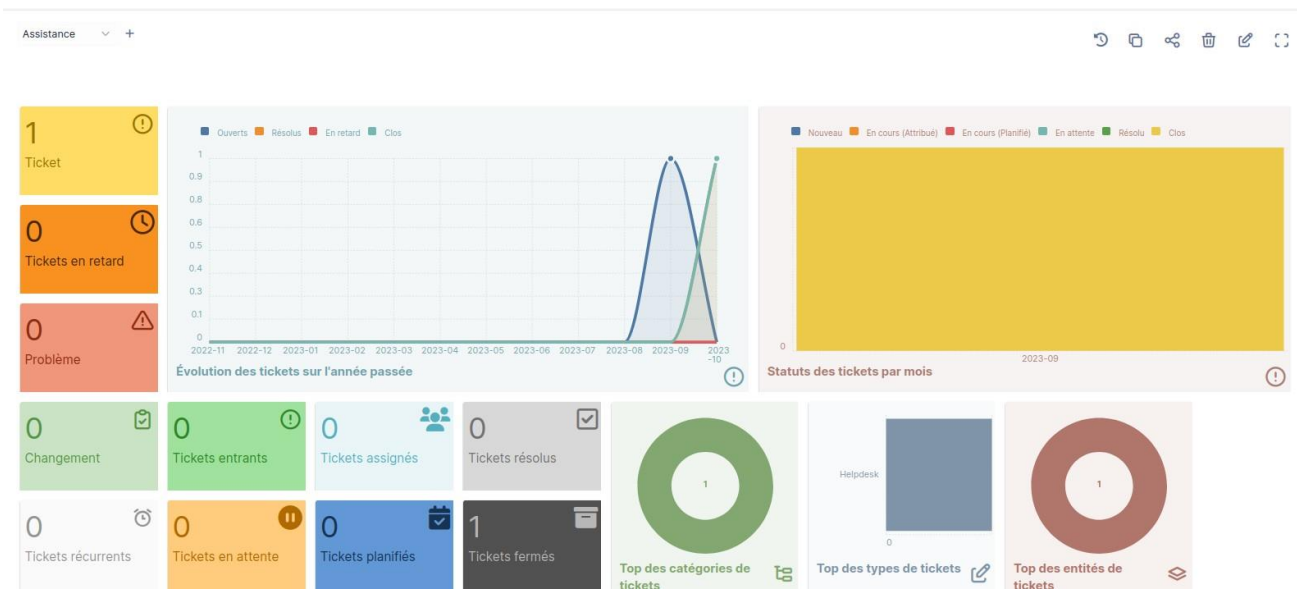 Assistance
1
Ticket
0
Tickets en retard
0
Problème
Ouverts Résolus En retard Clos
1
0.9
0.8
0.6
0.5
0.4
0.3
0.1
0
2022-11 2022-12 2023-01 2023-02 2023-03 2023-04 2023-05 2023-06 2023-07 2023-08 2023-09 2023
-10
Évolution des tickets sur l'année passée
Nouveau En cours (Attribué) En cours (Planifié) En attente Résolu Clos
0
2023-09
Statuts des tickets par mois
0
Changement
0
Tickets entrants
0
Tickets assignés
0
Tickets résolus
0
Tickets récurrents
0
Tickets en attente
0
Tickets planifiés
1
Tickets fermés
1
Top des catégories de
tickets
Helpdesk
0
Top des types de tickets
1
Top des entités de
tickets